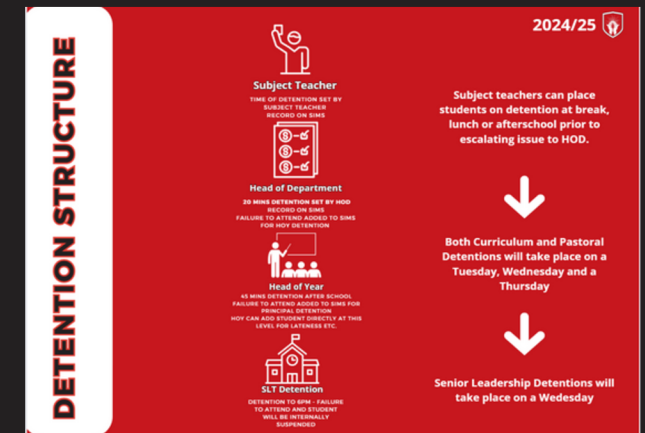 DETENTION STRUCTURE
2024/25
Subject Teacher
TIME OF DETENTION SET BY
SUBJECT TEACHER
RECORD ON SIMS
Head of Department
20 MINS DETENTION SET BY HOD
RECORD ON SIMS
FAILURE TO ATTEND ADDED TO SIMS
FOR HOY DETENTION
Head of Year
45 MINS DETENTION AFTER SCHOOL
FAILURE TO ATTEND ADDED TO SIMS FOR
PRINCIPAL DETENTION
HOY CAN ADD STUDENT DIRECTLY AT THIS
LEVEL FOR LATENESS ETC.
SLT Detention
DETENTION TO 6PM - FAILURE
TO ATTEND AND STUDENT
WILL BE INTERNALLY
SUSPENDED
Subject teachers can place
students on detention at break,
lunch or afterschool prior to
escalating issue to HOD.
Both Curriculum and Pastoral
Detentions will take place on a
Tuesday, Wednesday and a
Thursday
Senior Leadership Detentions will
take place on a Wedesday